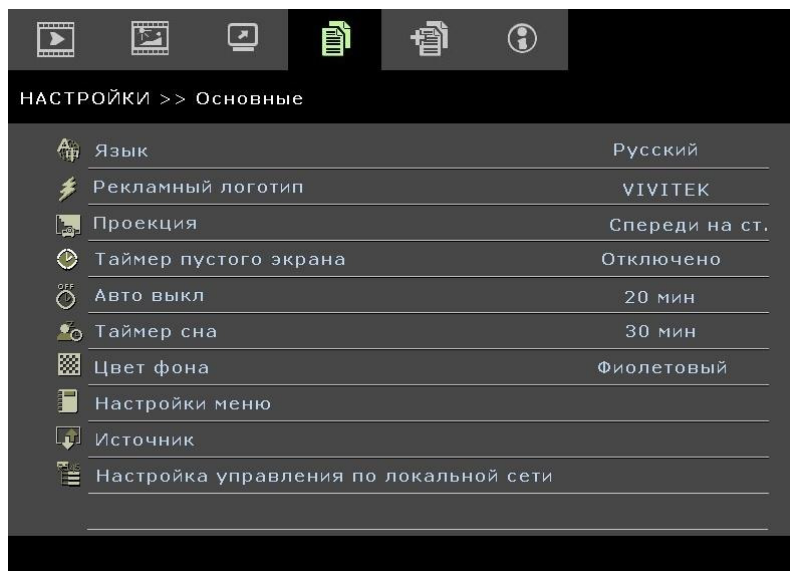 НАСТРОЙКИ >> Основные
Язык Русский
Рекламный логотип VIVITEK
Проекция Спереди на ст.
Таймер пустого экрана Отключено
OFF
Авто выкл 20 мин
Таймер сна 30 мин
Цвет фона Фиолетовый
Настройки меню
Источник
Настройка управления по локальной сети